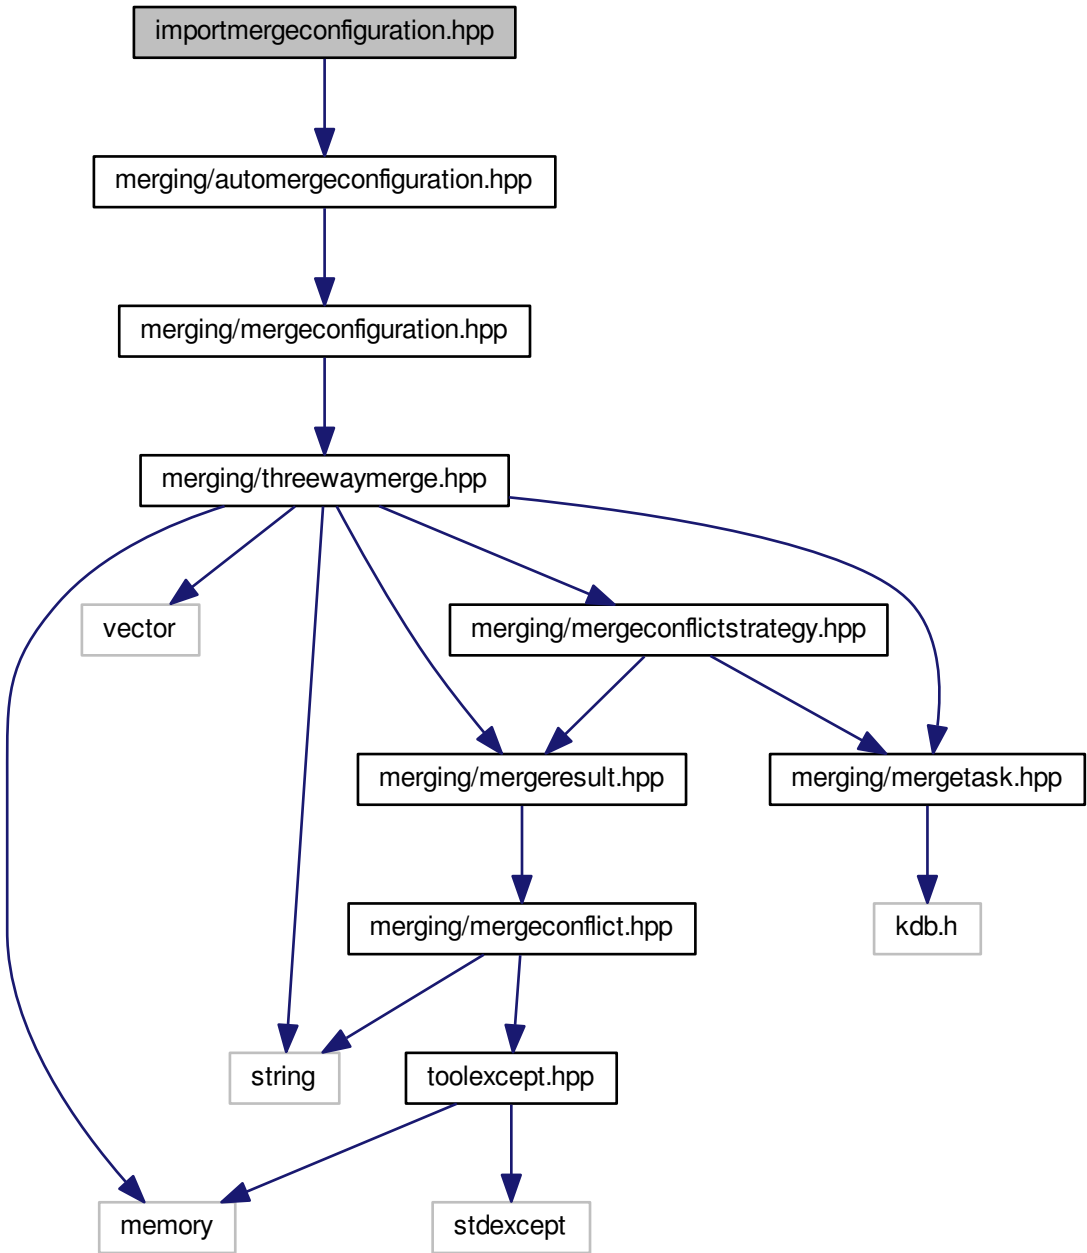 importmergeconfiguration.hpp
merging/automergeconfiguration.hpp
merging/mergeconfiguration.hpp
merging/threewaymerge.hpp
vector
merging/mergeconflictstrategy.hpp
merging/mergeresult.hpp
merging/mergetask.hpp
merging/mergeconflict.hpp
kdb.h
string
toolexcept.hpp
memory
stdexcept